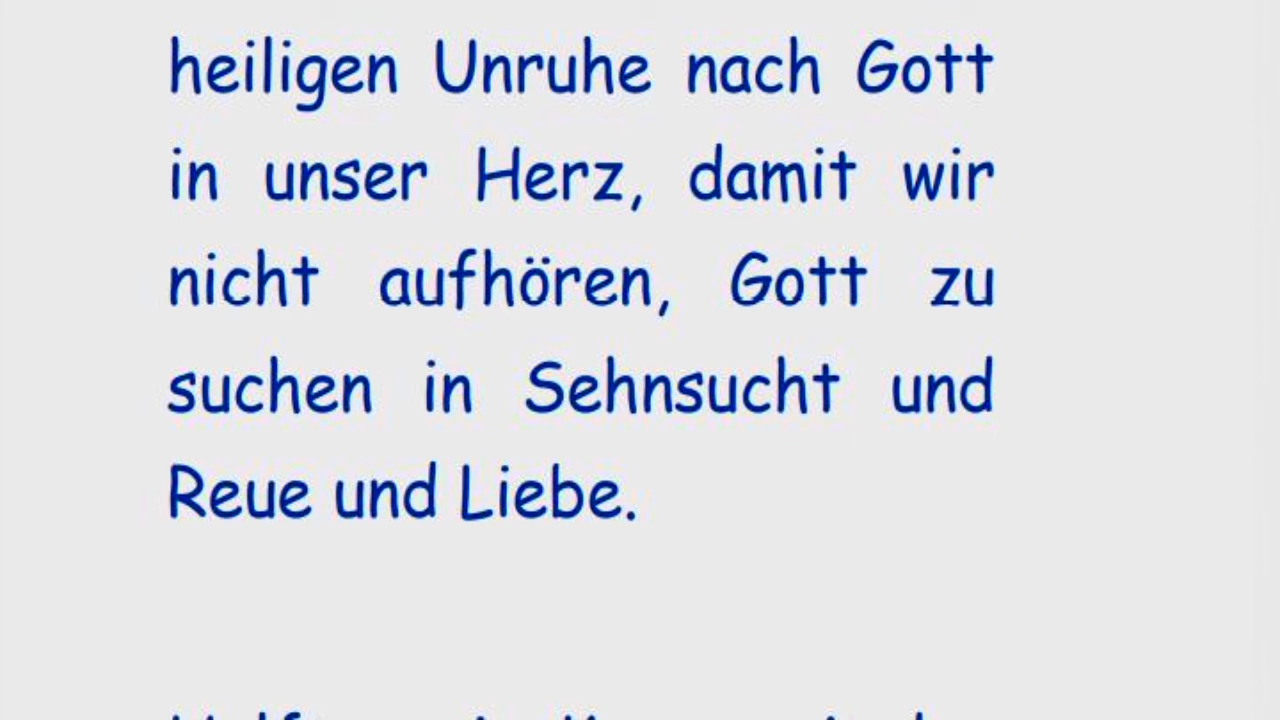 heiligen Unruhe nach Gott
in unser Herz, damit wir
nicht aufhören, Gott zu
suchen in Sehnsucht und
Reue und Liebe.